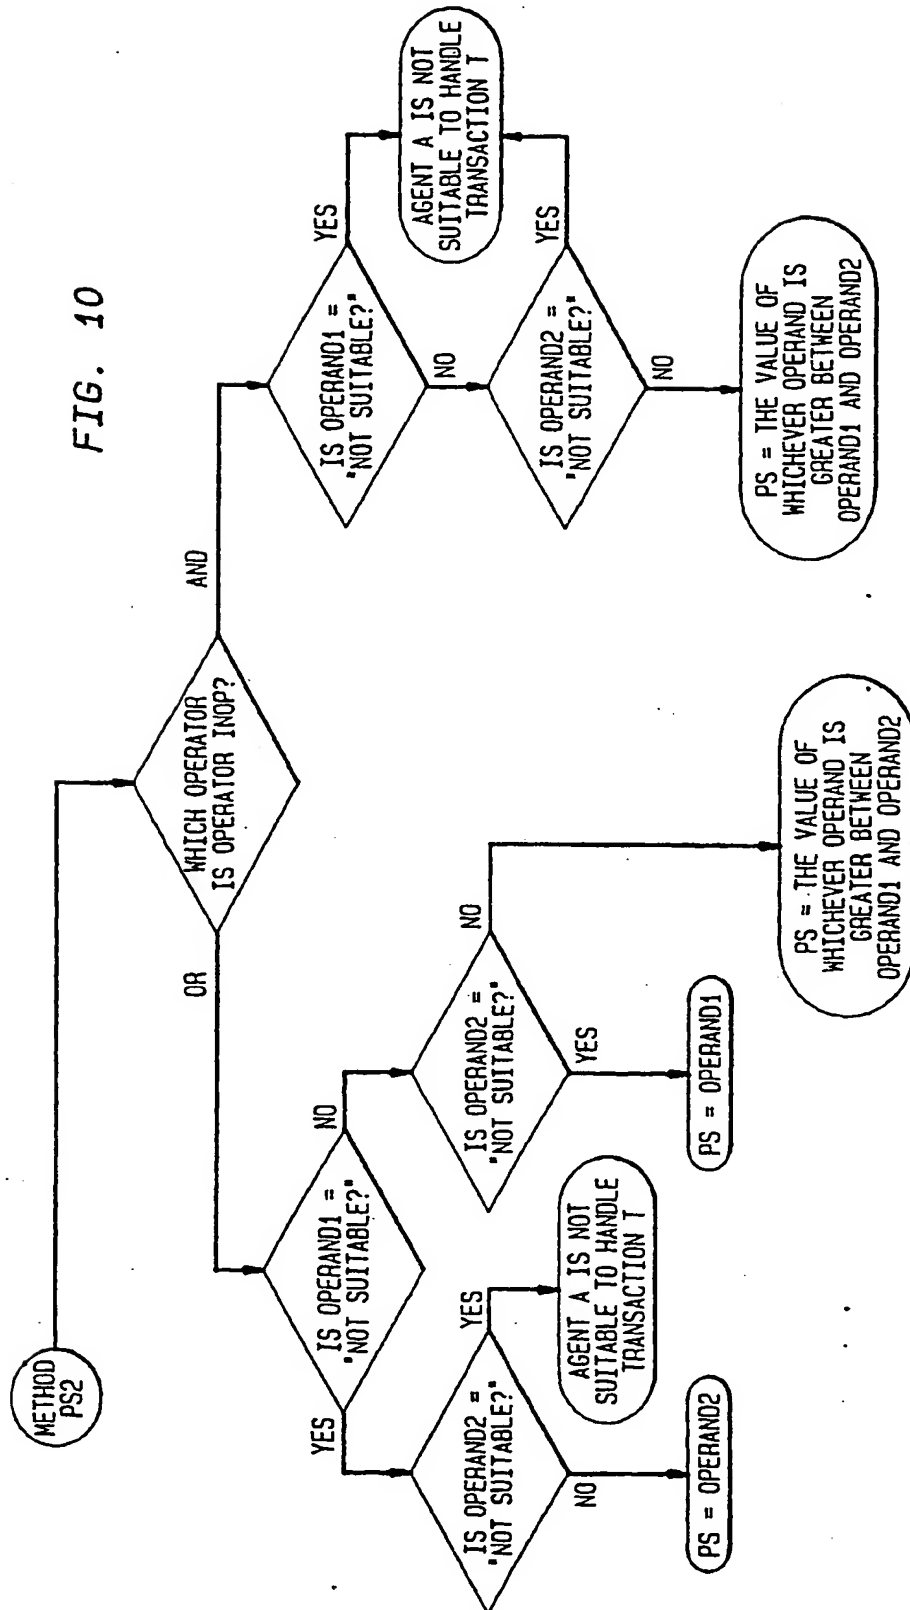 FIG. 10
METHOD
PS2
WHICH OPERATOR
IS OPERATOR INOP?
OR
AND
IS OPERAND1 =
"NOT SUITABLE?"
YES
NO
IS OPERAND2 =
"NOT SUITABLE?"
YES
NO
AGENT A IS NOT
SUITABLE TO HANDLE
TRANSACTION T
PS = OPERAND2
IS OPERAND2 =
"NOT SUITABLE?"
YES
NO
PS = OPERAND1
PS = THE VALUE OF
WHICHEVER OPERAND IS
GREATER BETWEEN
OPERAND1 AND OPERAND2
IS OPERAND1 =
"NOT SUITABLE?"
YES
NO
AGENT A IS NOT
SUITABLE TO HANDLE
TRANSACTION T
IS OPERAND2 =
"NOT SUITABLE?"
YES
NO
PS = THE VALUE OF
WHICHEVER OPERAND IS
GREATER BETWEEN
OPERAND1 AND OPERAND2